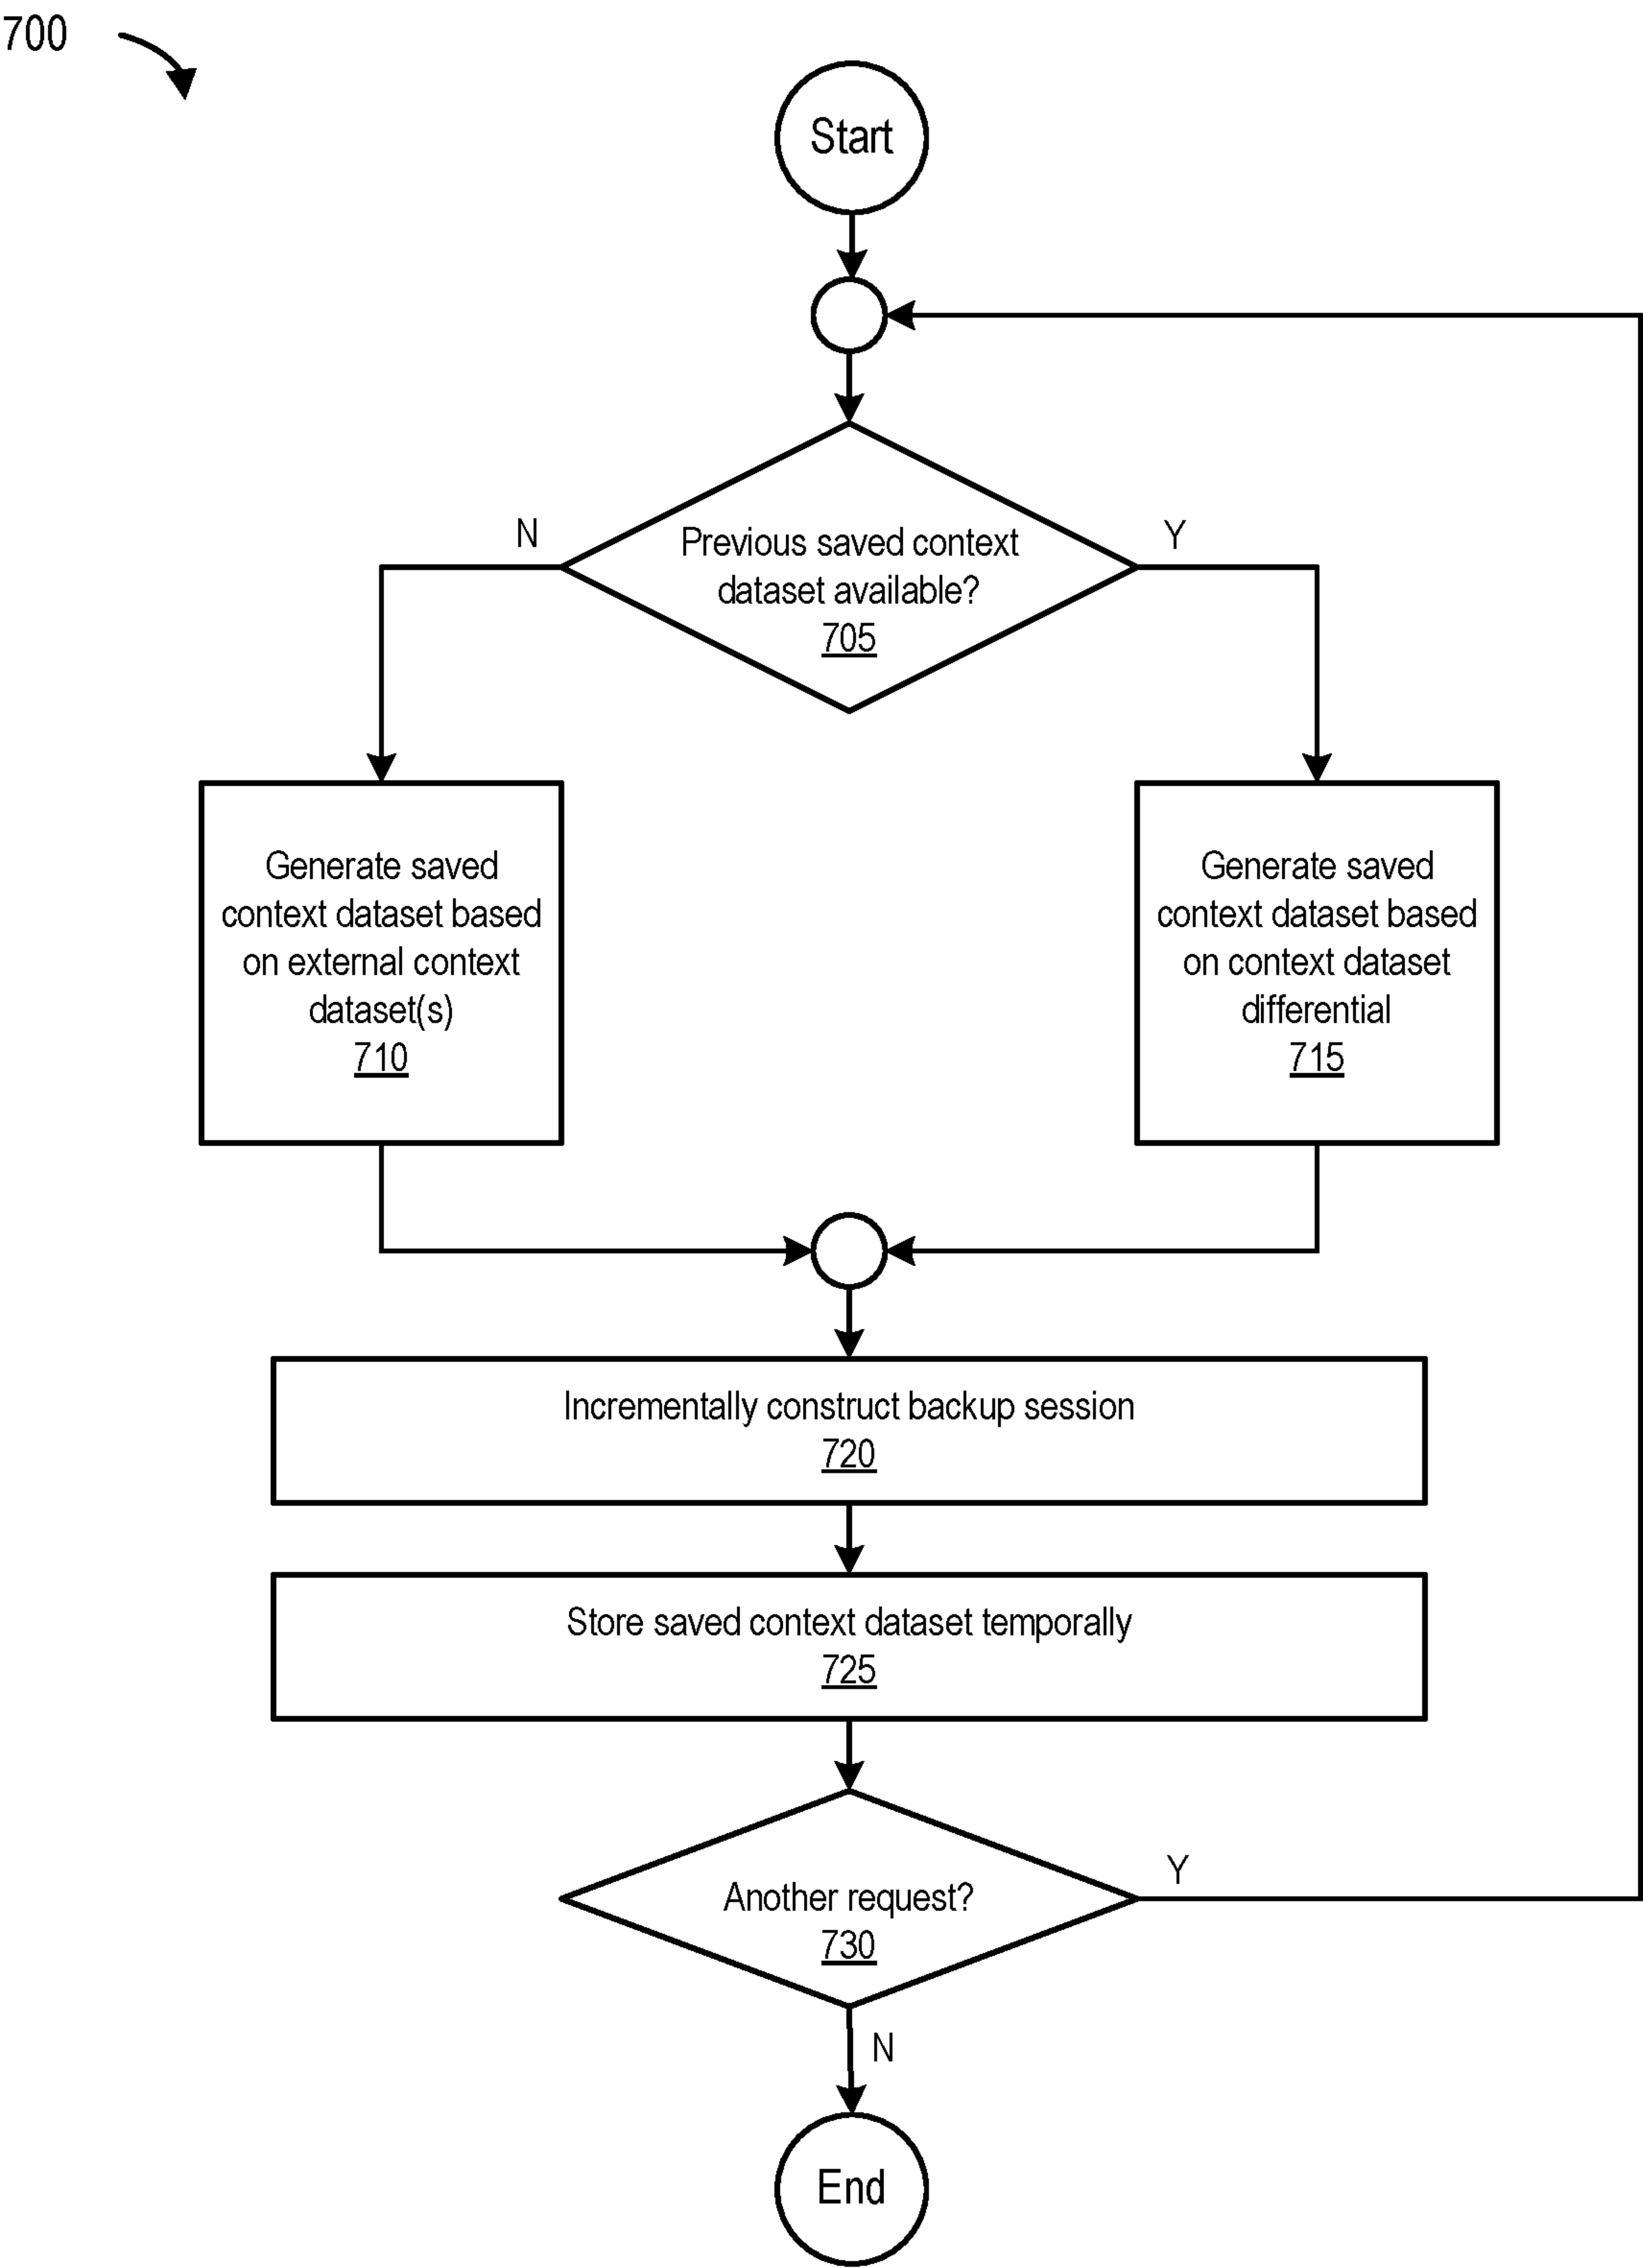 700
Start
Previous saved context
dataset available?
705
N
Y
Generate saved
context dataset based
on external context
dataset(s)
710
Generate saved
context dataset based
on context dataset
differential
715
Incrementally construct backup session
720
Store saved context dataset temporally
725
Another request?
730
Y
N
End